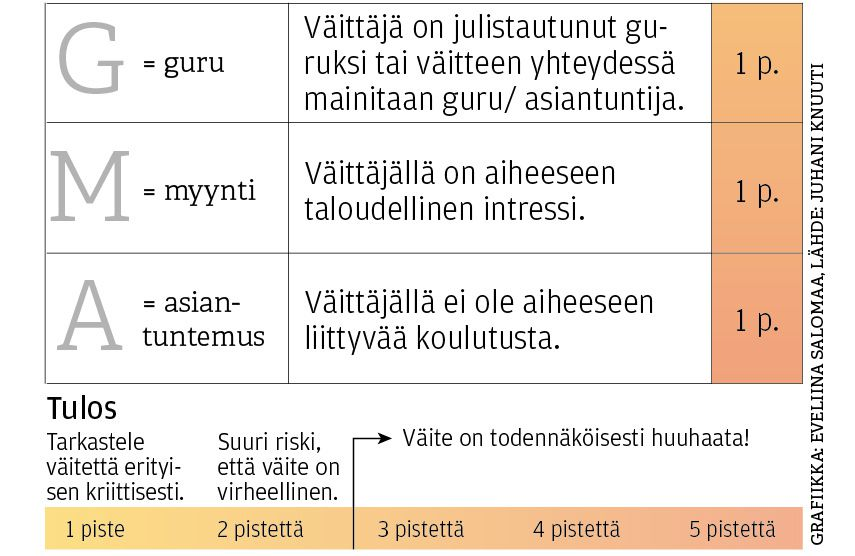 G = guru
Väittäjä on julistautunut gu-
ruksi tai väitteen yhteydessä
mainitaan guru/ asiantuntija.
1 p.
M = myynti
Väittäjällä on aiheeseen
taloudellinen intressi.
1 p.
A = asian-
tuntemus
Väittäjällä ei ole aiheeseen
liittyvää koulutusta.
1 p.
Tulos
Tarkastele
väitettä erityi-
sen kriittisesti.
Suuri riski,
että väite on
virheellinen.
Väite on todennäköisesti huuhaata!
1 piste
2 pistettä
3 pistettä
4 pistettä
5 pistettä
GRAFIIKKA: EVELIINA SALOMAA, LÄHDE: JUHANI KNUUTI